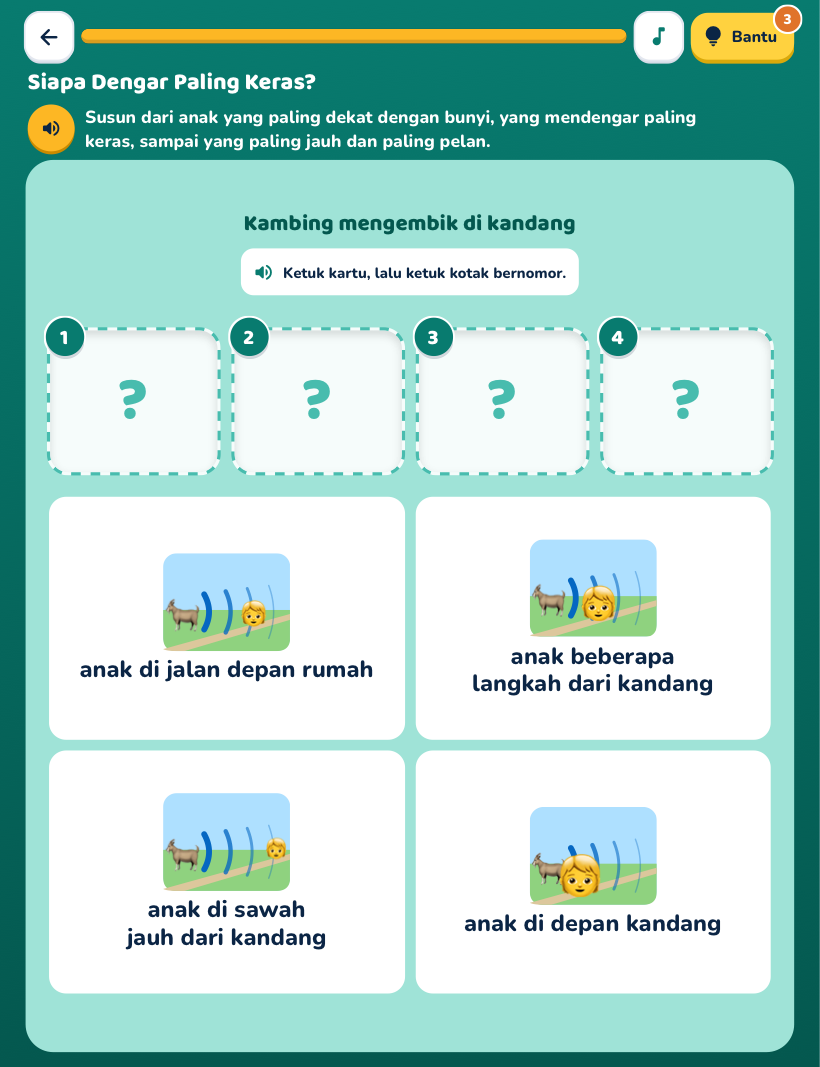 3
Bantu
Siapa Dengar Paling Keras?
Susun dari anak yang paling dekat dengan bunyi, yang mendengar paling
keras, sampai yang paling jauh dan paling pelan.
Kambing mengembik di kandang
Ketuk kartu, lalu ketuk kotak bernomor.
1
2
3
4
?
?
?
?
anak di jalan depan rumah
anak beberapa
langkah dari kandang
anak di sawah
jauh dari kandang
anak di depan kandang